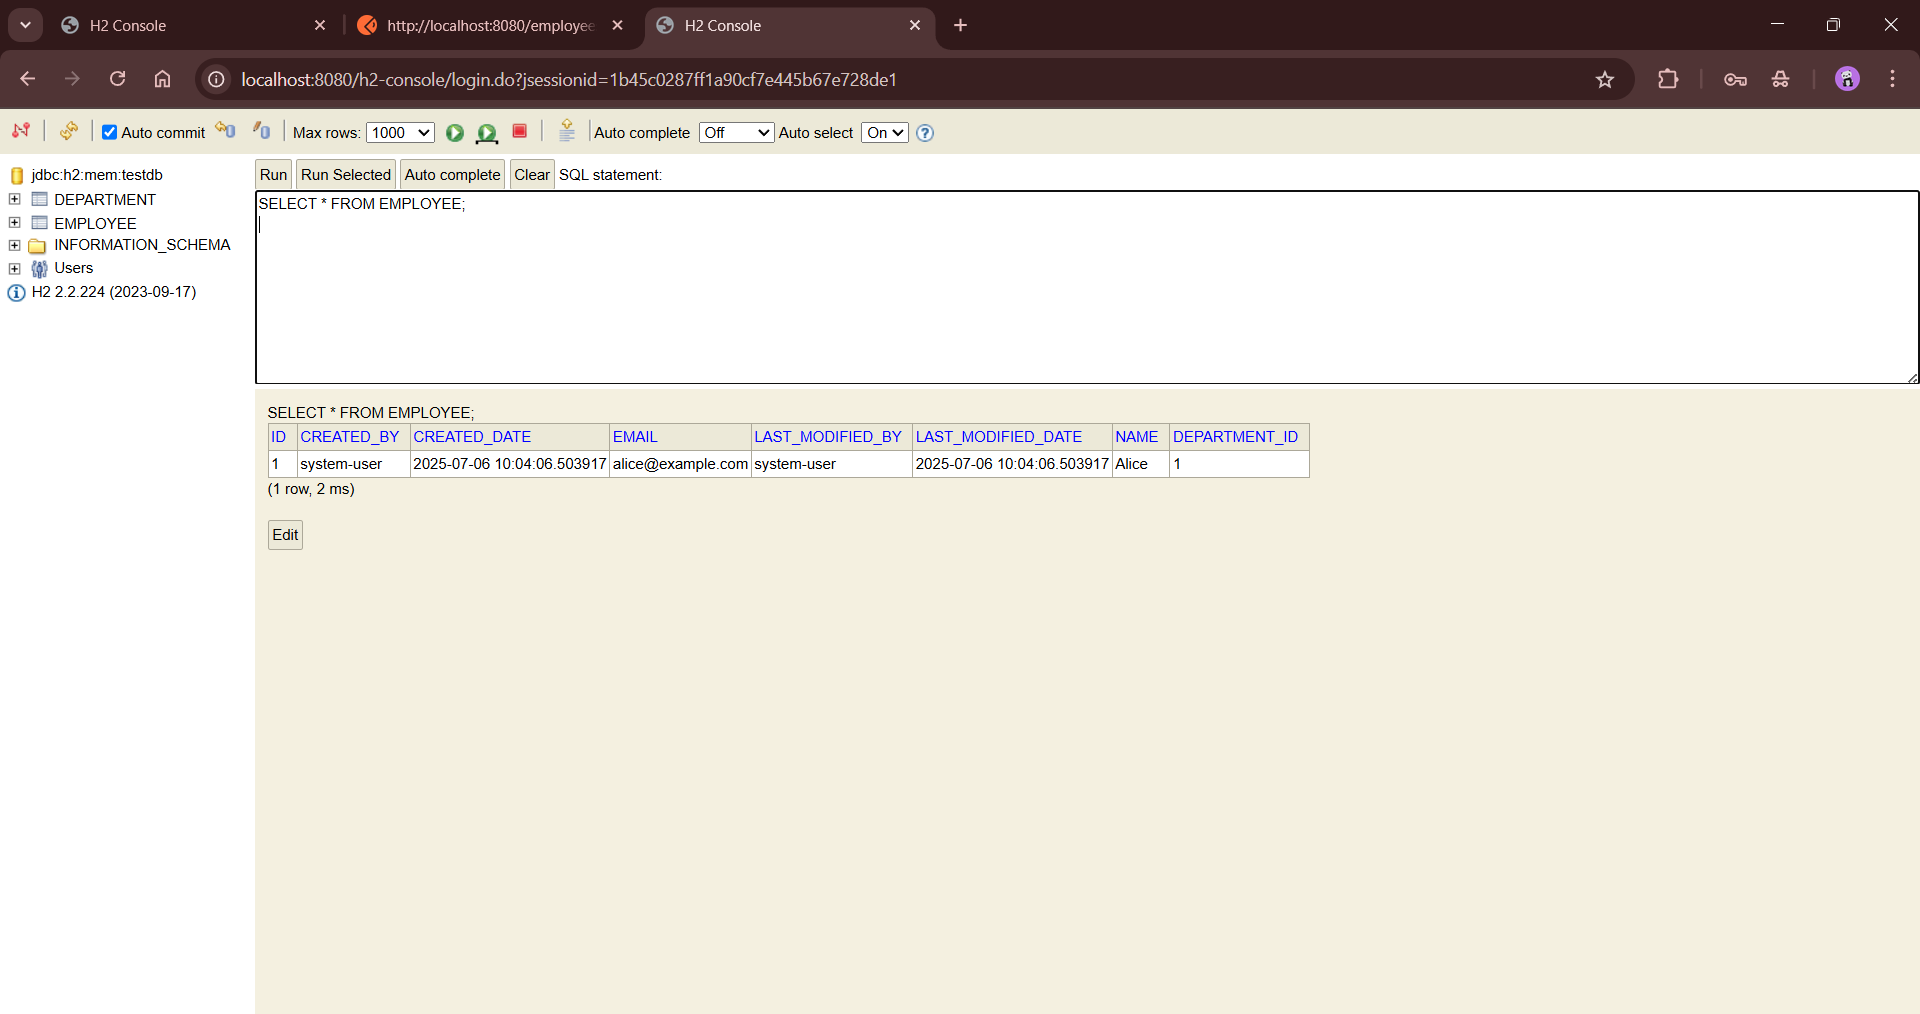 H2 Console
http://localhost:8080/employee
H2 Console
localhost:8080/h2-console/login.do?jsessionid=1b45c0287ff1a90cf7e445b67e728de1
Auto commit Max rows: 1000 Auto complete Off Auto select On
jdbc:h2:mem:testdb
DEPARTMENT
EMPLOYEE
INFORMATION_SCHEMA
Users
H2 2.2.224 (2023-09-17)
Run Run Selected Auto complete Clear SQL statement:
SELECT * FROM EMPLOYEE;
SELECT * FROM EMPLOYEE;
ID CREATED_BY CREATED_DATE EMAIL LAST_MODIFIED_BY LAST_MODIFIED_DATE NAME DEPARTMENT_ID
1 system-user 2025-07-06 10:04:06.503917 alice@example.com system-user 2025-07-06 10:04:06.503917 Alice 1
(1 row, 2 ms)
Edit